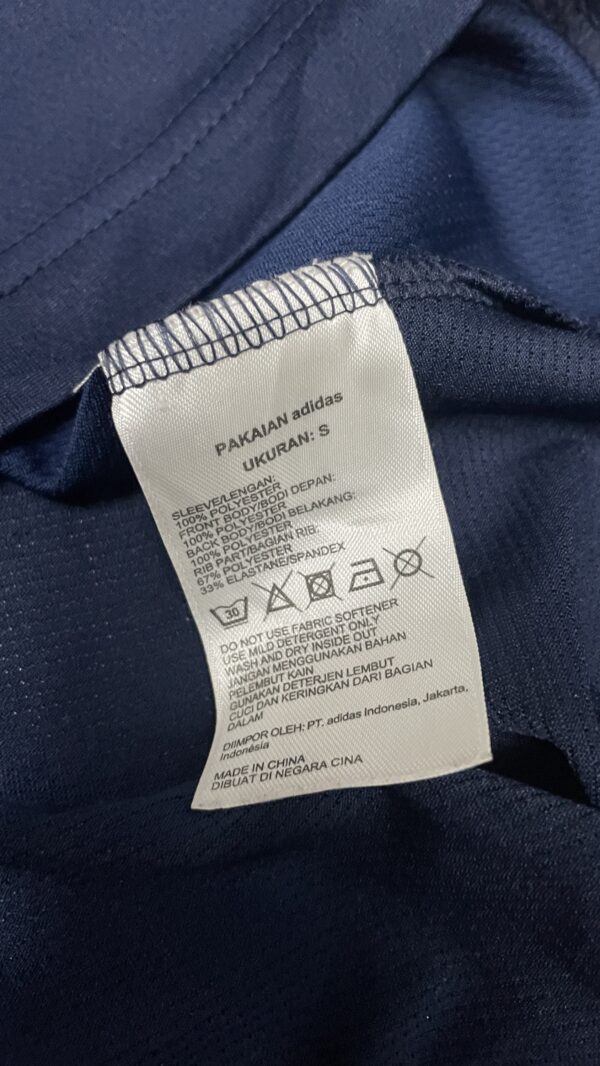 PAKAIAN adidas
UKURAN: S
SLEEVE/LENGAN:
100% POLYESTER
FRONT BODY/BODI DEPAN:
100% POLYESTER
BACK BODY/BODI BELAKANG:
100% POLYESTER
RIB PART/BAGIAN RIB:
67% POLYESTER
33% ELASTANE/SPANDEX
30
DO NOT USE FABRIC SOFTENER
USE MILD DETERGENT ONLY
WASH AND DRY INSIDE OUT
JANGAN MENGGUNAKAN BAHAN
PELEMBUT KAIN
GUNAKAN DETERJEN LEMBUT
CUCI DAN KERINGKAN DARI BAGIAN
DALAM
DIIMPOR OLEH: PT. adidas Indonesia, Jakarta,
Indonésia
MADE IN CHINA
DIBUAT DI NEGARA CINA